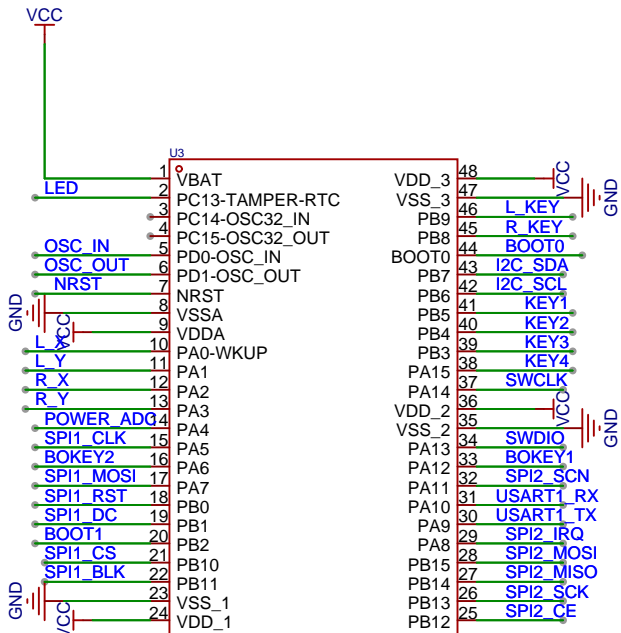 VCC
U3
1 VBAT VDD_3 48 VCC
LED 2 PC13-TAMPER-RTC VSS_3 47 GND
3 PC14-OSC32_IN PB9 46 L_KEY
4 PC15-OSC32_OUT PB8 45 R_KEY
OSC_IN 5 PD0-OSC_IN BOOT0 44 BOOT0
OSC_OUT 6 PD1-OSC_OUT PB7 43 I2C_SDA
NRST 7 NRST PB6 42 I2C_SCL
GND 8 VSSA PB5 41 KEY1
VCC 9 VDDA PB4 40 KEY2
L_X 10 PA0-WKUP PB3 39 KEY3
L_Y 11 PA1 PA15 38 KEY4
R_X 12 PA2 PA14 37 SWCLK
R_Y 13 PA3 VDD_2 36 VCC
POWER_ADC 14 PA4 VSS_2 35 GND
SPI1_CLK 15 PA5 PA13 34 SWDIO
BOKEY2 16 PA6 PA12 33 BOKEY1
SPI1_MOSI 17 PA7 PA11 32 SPI2_SCN
SPI1_RST 18 PB0 PA10 31 USART1_RX
SPI1_DC 19 PB1 PA9 30 USART1_TX
BOOT1 20 PB2 PA8 29 SPI2_IRQ
SPI1_CS 21 PB10 PB15 28 SPI2_MOSI
SPI1_BLK 22 PB11 PB14 27 SPI2_MISO
GND 23 VSS_1 PB13 26 SPI2_SCK
VCC 24 VDD_1 PB12 25 SPI2_CE